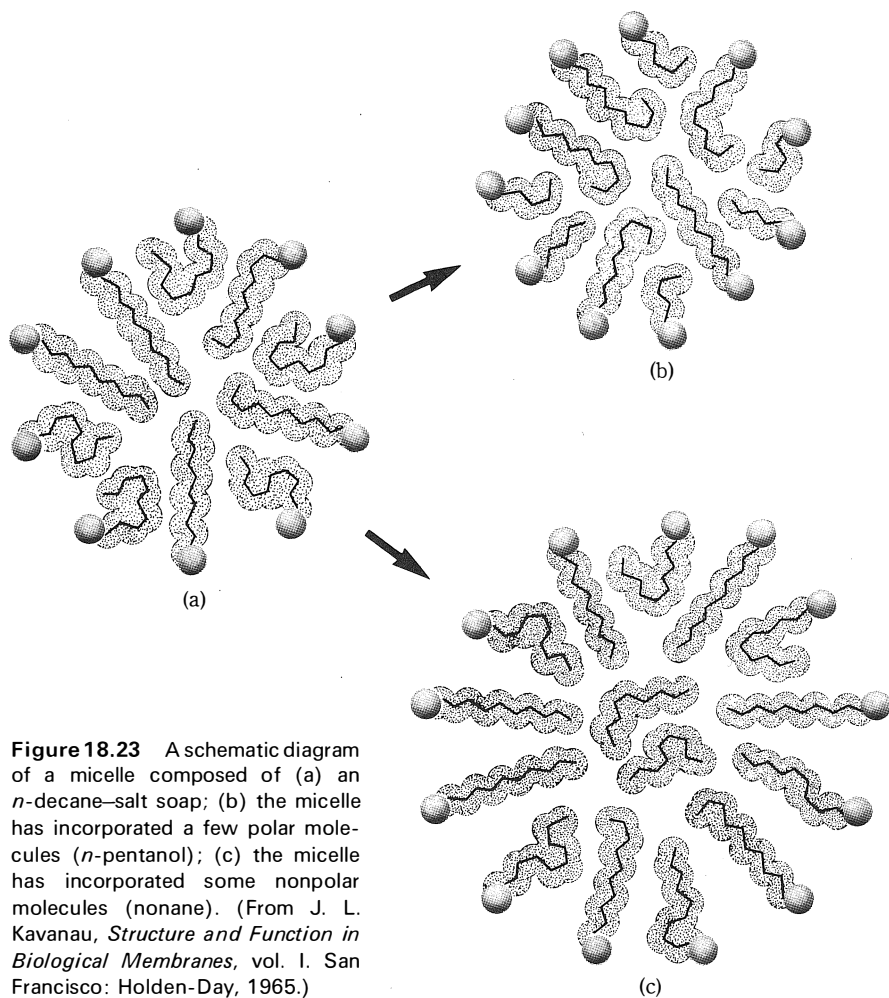 (b)
(a)
Figure 18.23 A schematic diagram
of a micelle composed of (a) an
n-decane–salt soap; (b) the micelle
has incorporated a few polar mole-
cules (n-pentanol); (c) the micelle
has incorporated some nonpolar
molecules (nonane). (From J. L.
Kavanau, Structure and Function in
Biological Membranes, vol. I. San
Francisco: Holden-Day, 1965.)
(c)